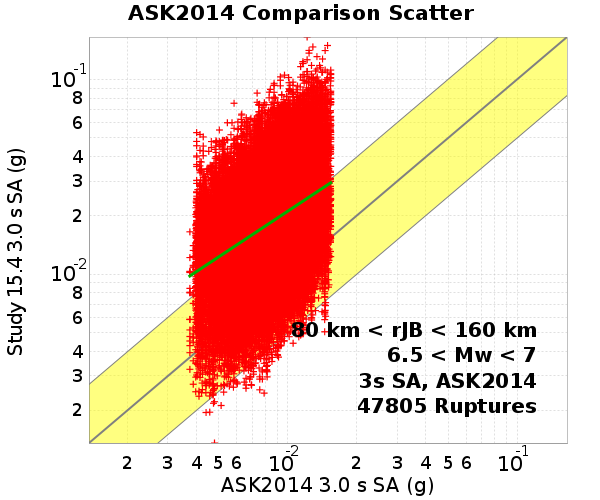 ASK2014 Comparison Scatter
Study 15.4 3.0 s SA (g)
10-1
8
6
4
3
2
10-2
8
6
4
3
2
80 km < rJB < 160 km
6.5 < Mw < 7
3s SA, ASK2014
47805 Ruptures
2 3 4 5 6 10-2 2 3 4 5 6 10-1
ASK2014 3.0 s SA (g)